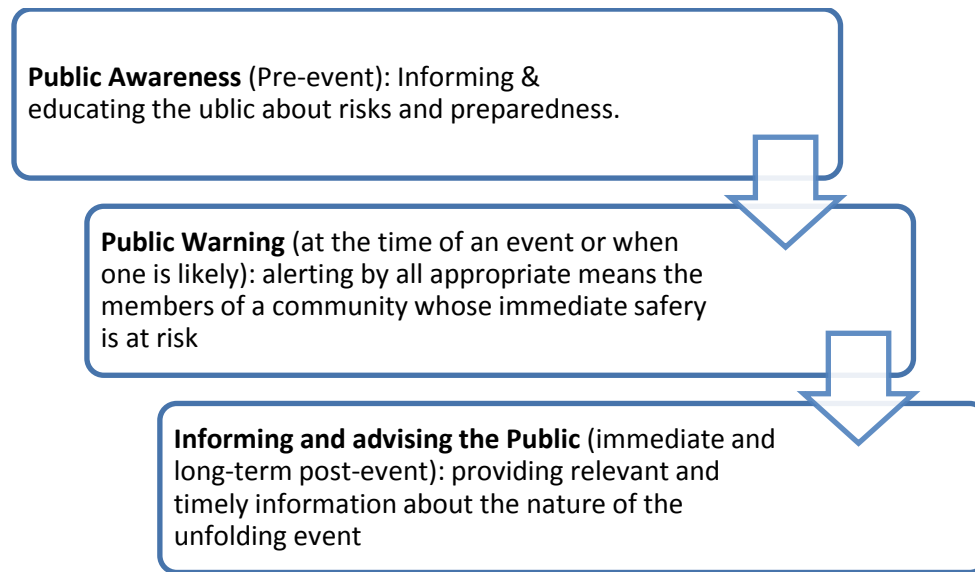 Public Awareness (Pre-event): Informing &
educating the ublic about risks and preparedness.
Public Warning (at the time of an event or when
one is likely): alerting by all appropriate means the
members of a community whose immediate safery
is at risk
Informing and advising the Public (immediate and
long-term post-event): providing relevant and
timely information about the nature of the
unfolding event